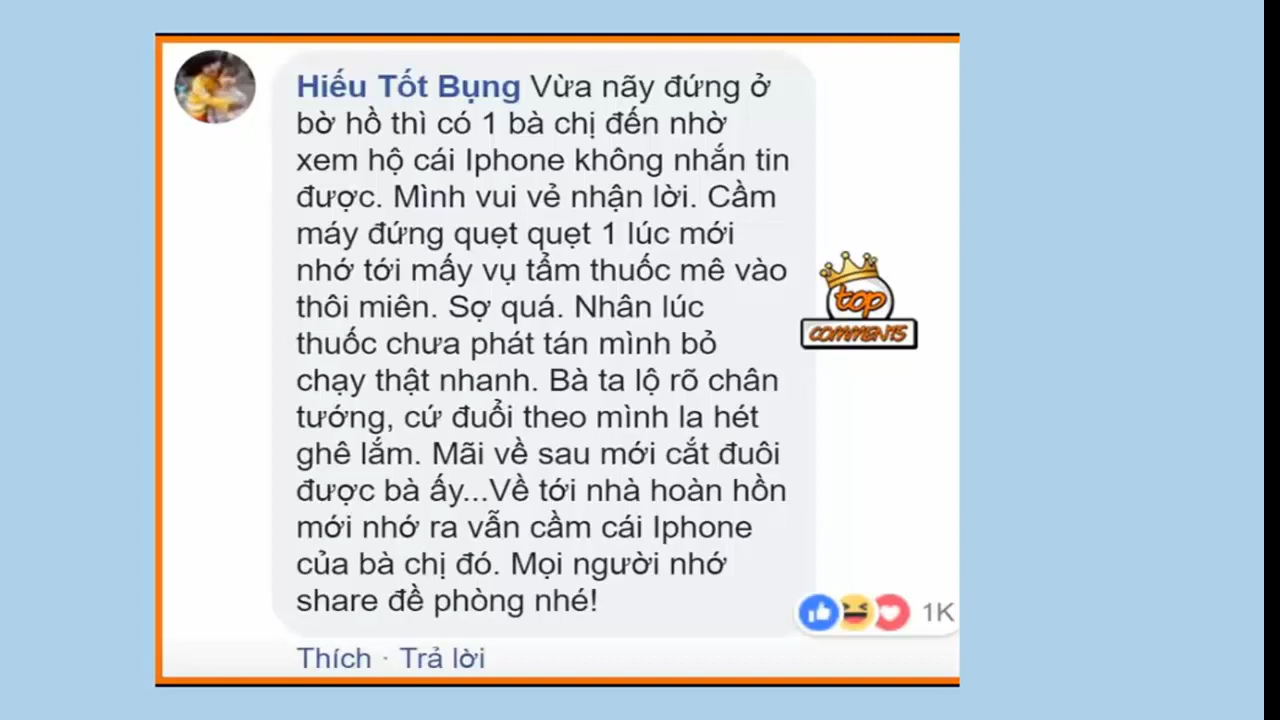 Hiếu Tốt Bụng Vừa nãy đứng ở
bờ hồ thì có 1 bà chị đến nhờ
xem hộ cái Iphone không nhắn tin
được. Mình vui vẻ nhận lời. Cầm
máy đứng quẹt quẹt 1 lúc mới
nhớ tới mấy vụ tẩm thuốc mê vào
thôi miên. Sợ quá. Nhân lúc
thuốc chưa phát tán mình bỏ
chạy thật nhanh. Bà ta lộ rõ chân
tướng, cứ đuổi theo mình la hét
ghê lắm. Mãi về sau mới cắt đuôi
được bà ấy...Về tới nhà hoàn hồn
mới nhớ ra vẫn cầm cái Iphone
của bà chị đó. Mọi người nhớ
share đề phòng nhé!
top
COMMENTS
1K
Thích · Trả lời